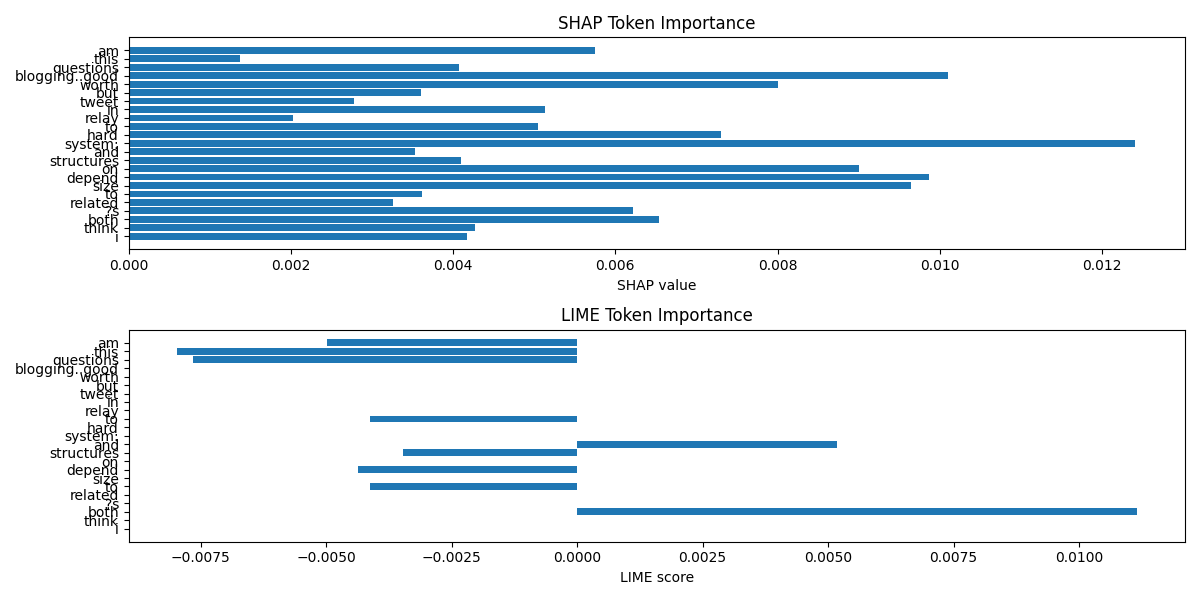 SHAP Token Importance
am
this
questions
blogging..good
worth
but
tweet
in
relay
to
hard
system;
and
structures
on
depend
size
to
related
?s
both
think
i
0.000 0.002 0.004 0.006 0.008 0.010 0.012
SHAP value
LIME Token Importance
am
this
questions
blogging..good
worth
but
tweet
in
relay
to
hard
system;
and
structures
on
depend
size
to
related
?s
both
think
i
−0.0075 −0.0050 −0.0025 0.0000 0.0025 0.0050 0.0075 0.0100
LIME score